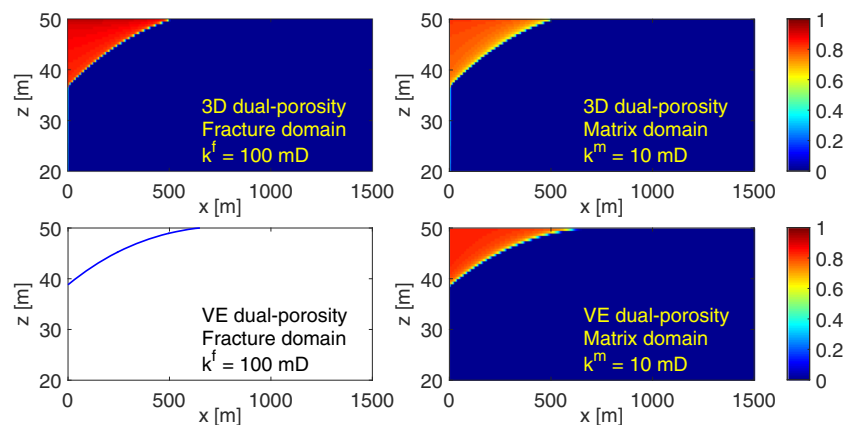 50
40
30
20
z [m]
0
500
1000
1500
x [m]
3D dual-porosity
Fracture domain
k^f = 100 mD
50
40
30
20
z [m]
0
500
1000
1500
x [m]
3D dual-porosity
Matrix domain
k^m = 10 mD
1
0.8
0.6
0.4
0.2
0
50
40
30
20
z [m]
0
500
1000
1500
x [m]
VE dual-porosity
Fracture domain
k^f = 100 mD
50
40
30
20
z [m]
0
500
1000
1500
x [m]
VE dual-porosity
Matrix domain
k^m = 10 mD
1
0.8
0.6
0.4
0.2
0